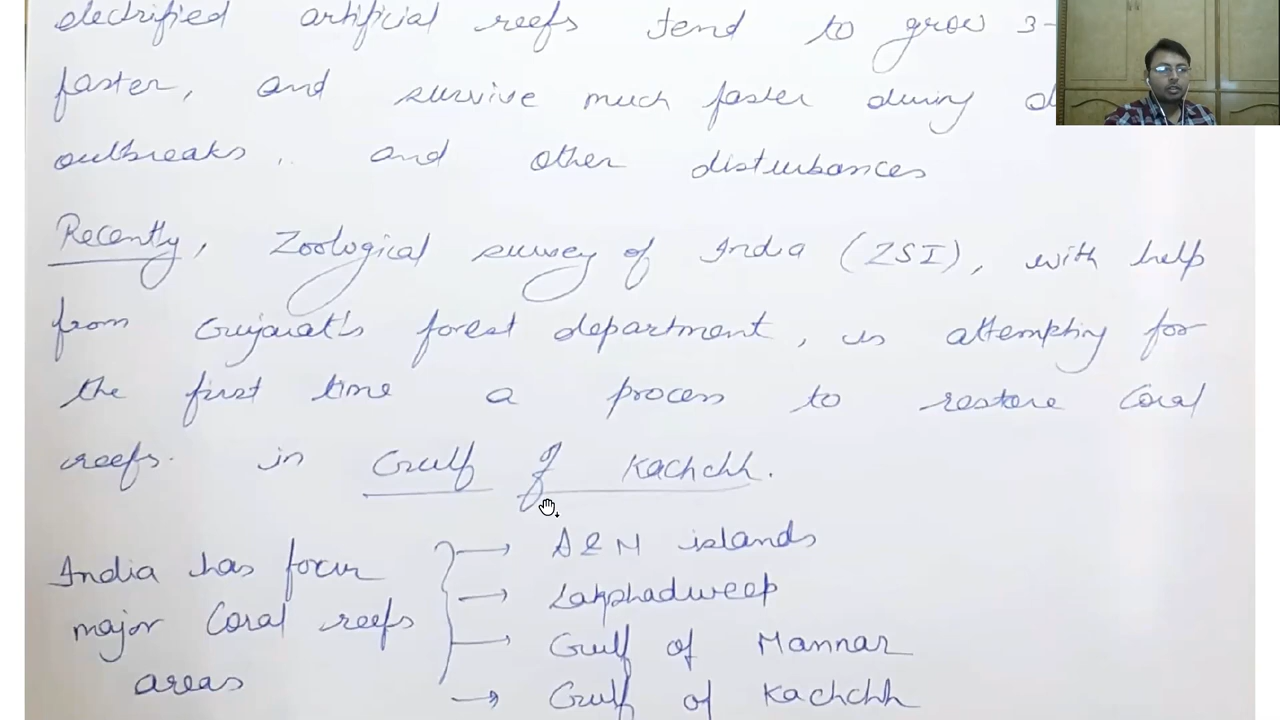 electrified artificial reefs tend to grow 3-
faster, and survive much faster during d
outbreaks, and other disturbances
Recently, Zoological survey of India (ZSI), with help
from Gujarat's forest department, is attempting for
the first time a process to restore Coral
reefs. in Gulf of Kachchh.
India has four
major Coral reefs
areas
→ A & N islands
→ Lakshadweep
→ Gulf of Mannar
→ Gulf of Kachchh